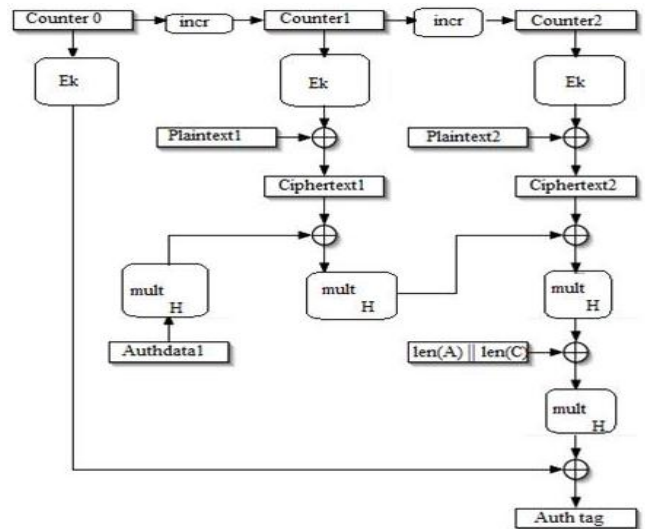 Counter 0
incr
Counter1
incr
Counter2
Ek
Ek
Ek
Plaintext1
Plaintext2
Ciphertext1
Ciphertext2
mult
H
mult
H
mult
H
Authdata1
len(A) || len(C)
mult
H
Auth tag